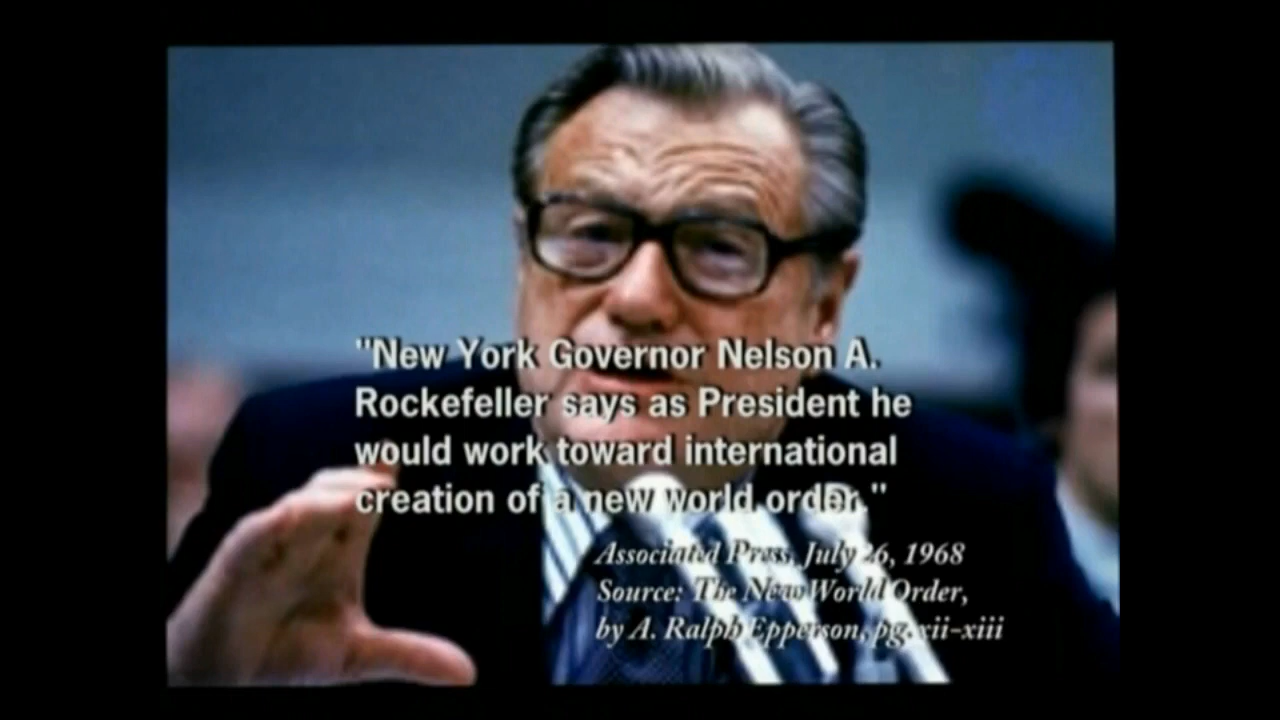 "New York Governor Nelson A.
Rockefeller says as President he
would work toward international
creation of a new world order."
Associated Press, July 26, 1968
Source: The New World Order,
by A. Ralph Epperson, pg. xii-xiii